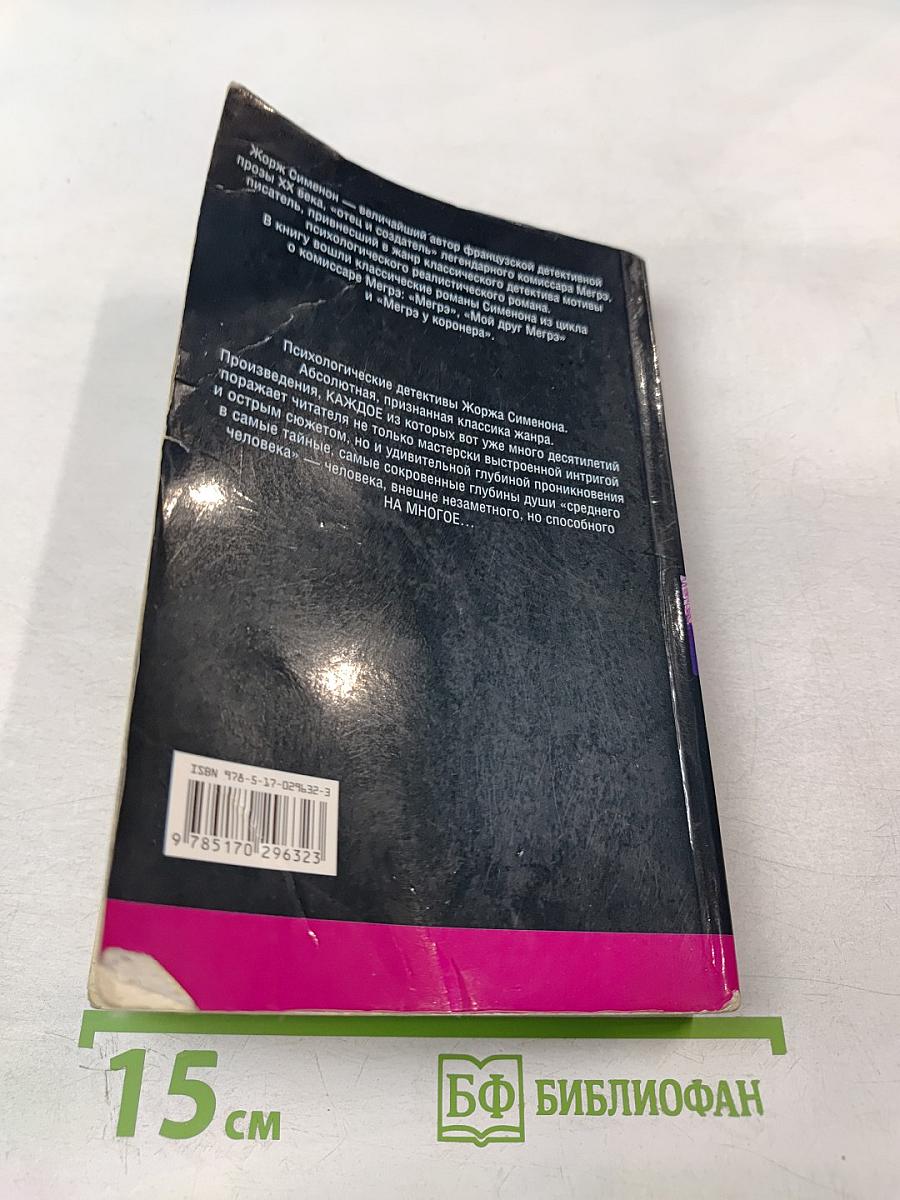 Жорж Сименон — величайший автор французской детективной
прозы XX века, «отец и создатель» легендарного комиссара Мегрэ,
писатель, привнесший в жанр классического детектива мотивы
психологического реалистического романа.
В книгу вошли классические романы Сименона из цикла
о комиссаре Мегрэ: «Мегрэ», «Мой друг Мегрэ»
и «Мегрэ у коронера».
Психологические детективы Жоржа Сименона.
Абсолютная, признанная классика жанра.
Произведения, КАЖДОЕ из которых вот уже много десятилетий
поражает читателя не только мастерски выстроенной интригой
и острым сюжетом, но и удивительной глубиной проникновения
в самые тайные, самые сокровенные глубины души «среднего
человека» — человека, внешне незаметного, но способного
НА МНОГОЕ...
ISBN 978-5-17-029632-3
9 785170 296323
15 см
БФ БИБЛИОФАН